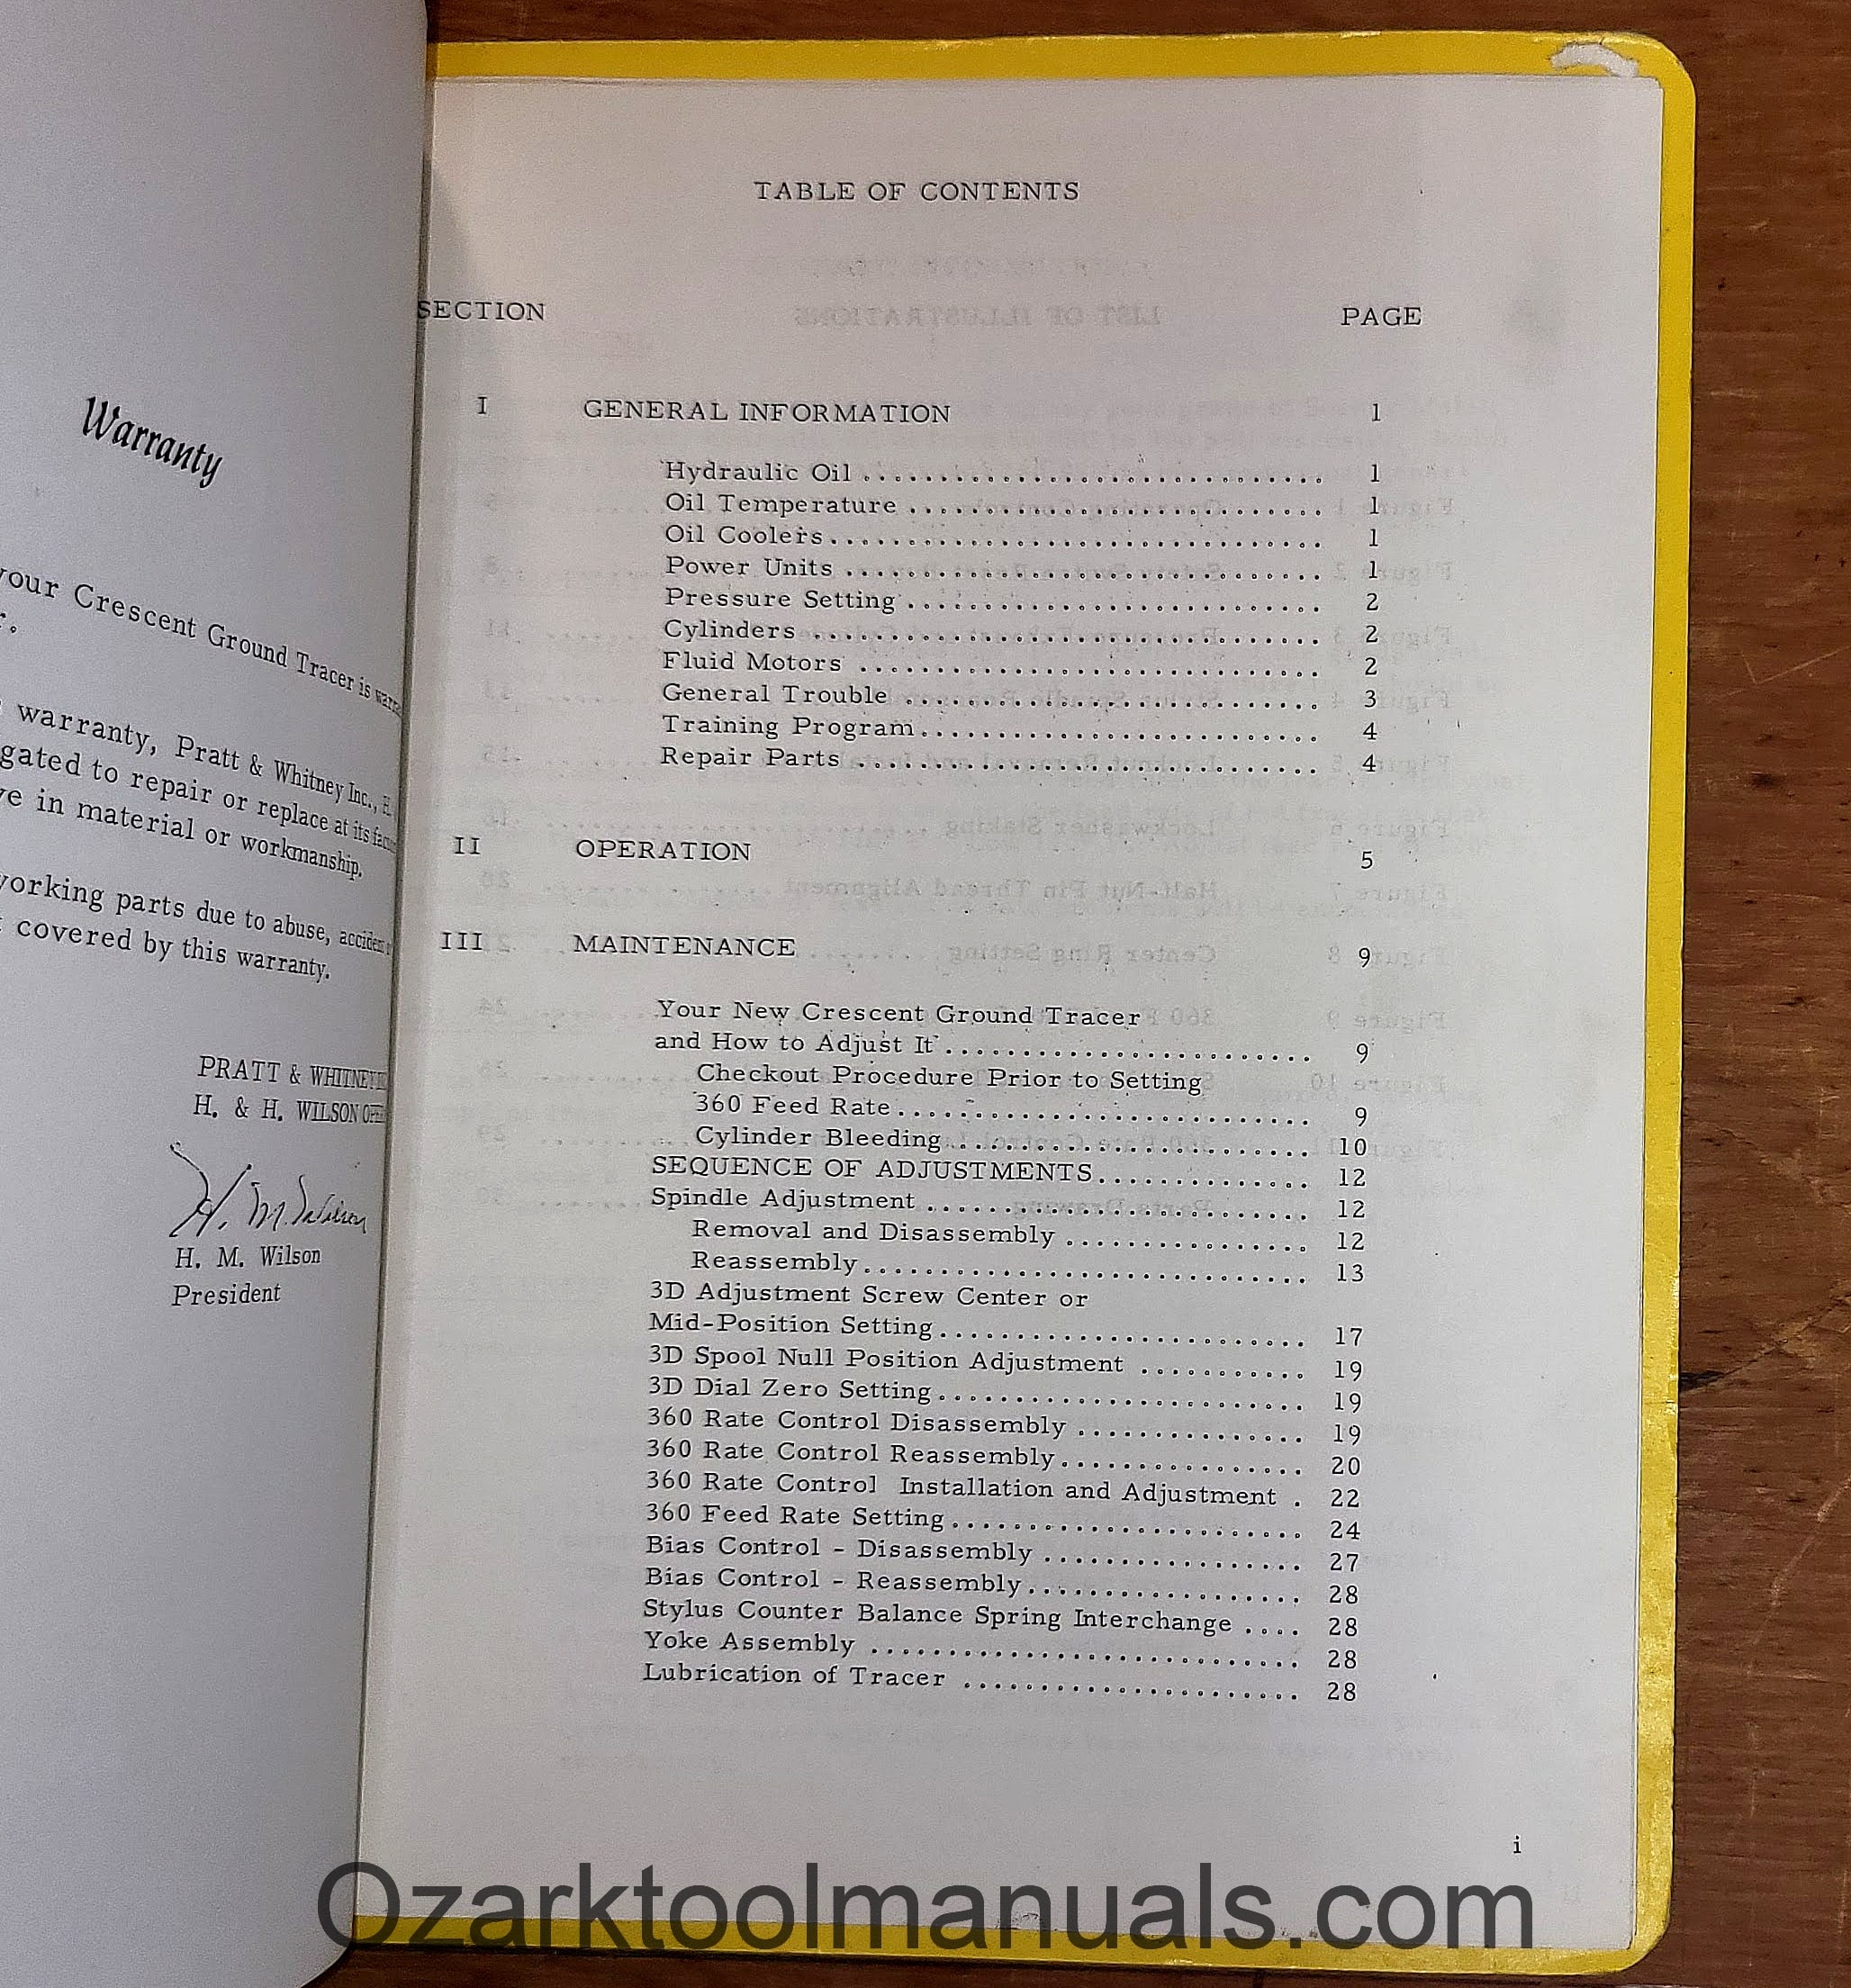 Warranty
your Crescent Ground Tracer is
r.
warranty, Pratt & Whitney Inc., H.
gated to repair or replace at its
ve in material or workmanship.
working parts due to abuse, accident
covered by this warranty.
PRATT & WHITNEY
H. & H. WILSON
H. M. Wilson
H. M. Wilson
President
TABLE OF CONTENTS
SECTION PAGE
I GENERAL INFORMATION 1
Hydraulic Oil .............................. 1
Oil Temperature ........................... 1
Oil Coolers................................ 1
Power Units ............................... 1
Pressure Setting ........................... 2
Cylinders ................................. 2
Fluid Motors .............................. 2
General Trouble ........................... 3
Training Program.......................... 4
Repair Parts .............................. 4
II OPERATION 5
III MAINTENANCE 9
Your New Crescent Ground Tracer
and How to Adjust It........................ 9
Checkout Procedure Prior to Setting
360 Feed Rate........................... 9
Cylinder Bleeding....................... 10
SEQUENCE OF ADJUSTMENTS.............. 12
Spindle Adjustment ......................... 12
Removal and Disassembly ................ 12
Reassembly............................. 13
3D Adjustment Screw Center or
Mid-Position Setting........................ 17
3D Spool Null Position Adjustment ........... 19
3D Dial Zero Setting........................ 19
360 Rate Control Disassembly ............... 19
360 Rate Control Reassembly................ 20
360 Rate Control Installation and Adjustment . 22
360 Feed Rate Setting....................... 24
Bias Control - Disassembly ................. 27
Bias Control - Reassembly.................. 28
Stylus Counter Balance Spring Interchange .... 28
Yoke Assembly ............................ 28
Lubrication of Tracer ...................... 28
i
Ozarktoolmanuals.com